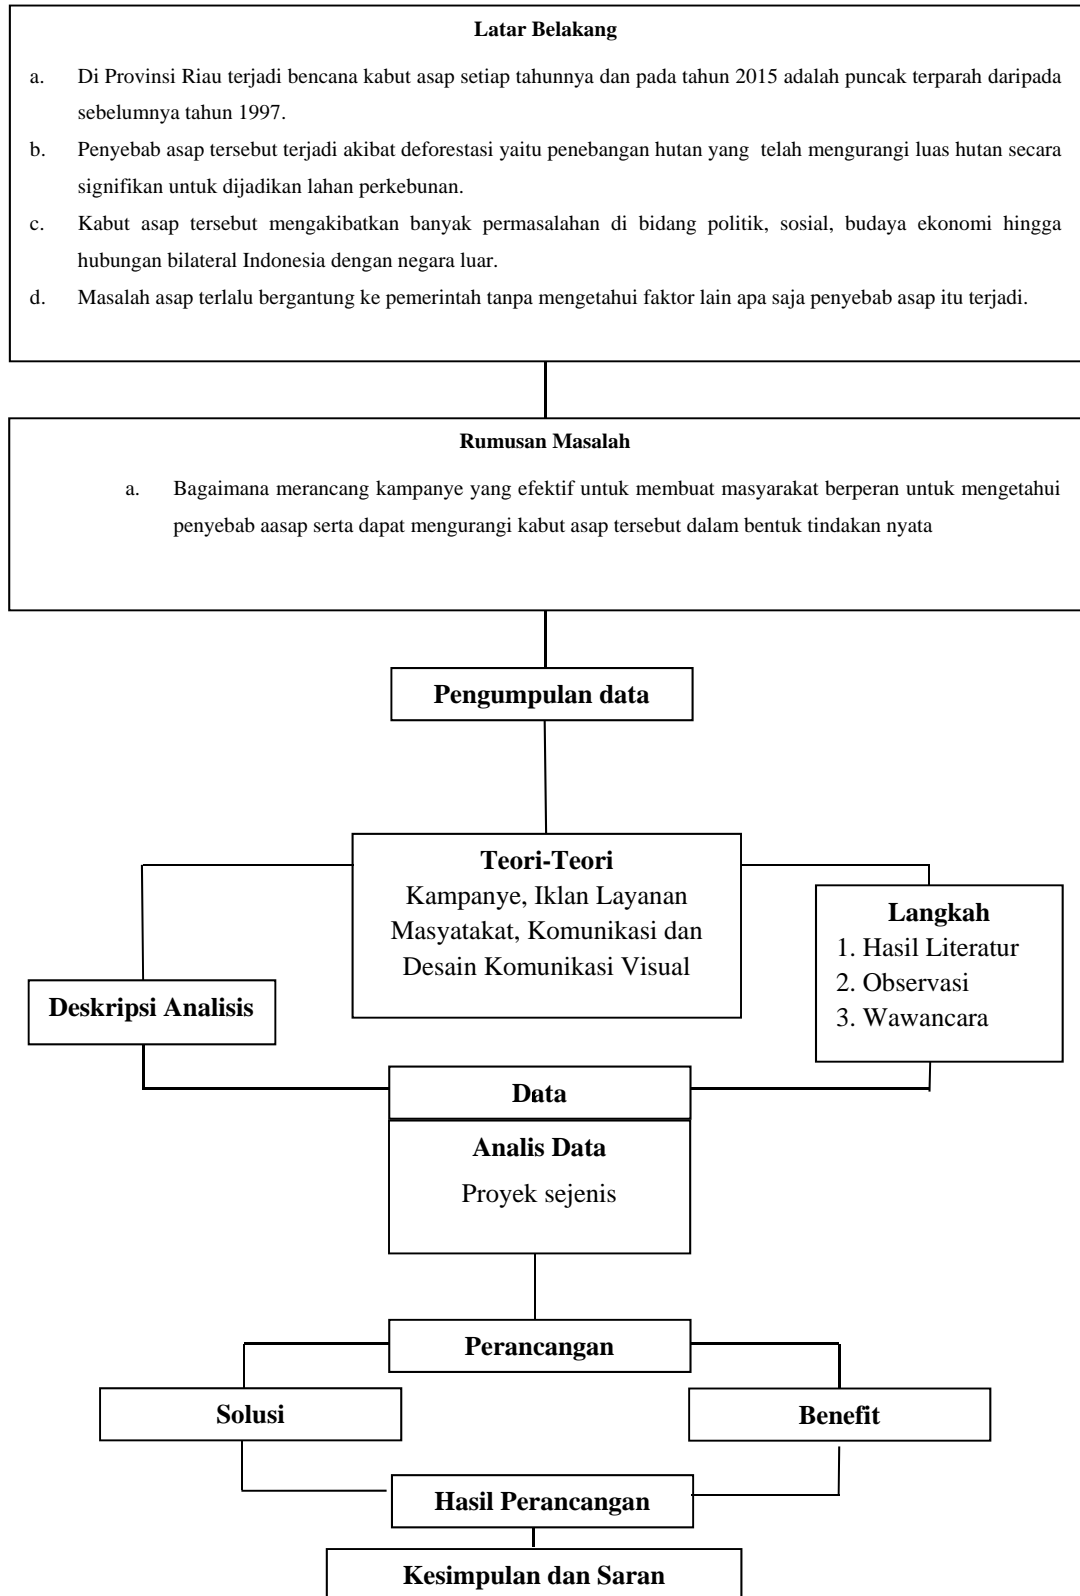 Latar Belakang
a. Di Provinsi Riau terjadi bencana kabut asap setiap tahunnya dan pada tahun 2015 adalah puncak terparah daripada
sebelumnya tahun 1997.
b. Penyebab asap tersebut terjadi akibat deforestasi yaitu penebangan hutan yang telah mengurangi luas hutan secara
signifikan untuk dijadikan lahan perkebunan.
c. Kabut asap tersebut mengakibatkan banyak permasalahan di bidang politik, sosial, budaya ekonomi hingga
hubungan bilateral Indonesia dengan negara luar.
d. Masalah asap terlalu bergantung ke pemerintah tanpa mengetahui faktor lain apa saja penyebab asap itu terjadi.
Rumusan Masalah
a. Bagaimana merancang kampanye yang efektif untuk membuat masyarakat berperan untuk mengetahui
penyebab aasap serta dapat mengurangi kabut asap tersebut dalam bentuk tindakan nyata
Pengumpulan data
Teori-Teori
Kampanye, Iklan Layanan
Masyatakat, Komunikasi dan
Desain Komunikasi Visual
Langkah
1. Hasil Literatur
2. Observasi
3. Wawancara
Deskripsi Analisis
Data
Analis Data
Proyek sejenis
Perancangan
Solusi
Benefit
Hasil Perancangan
Kesimpulan dan Saran